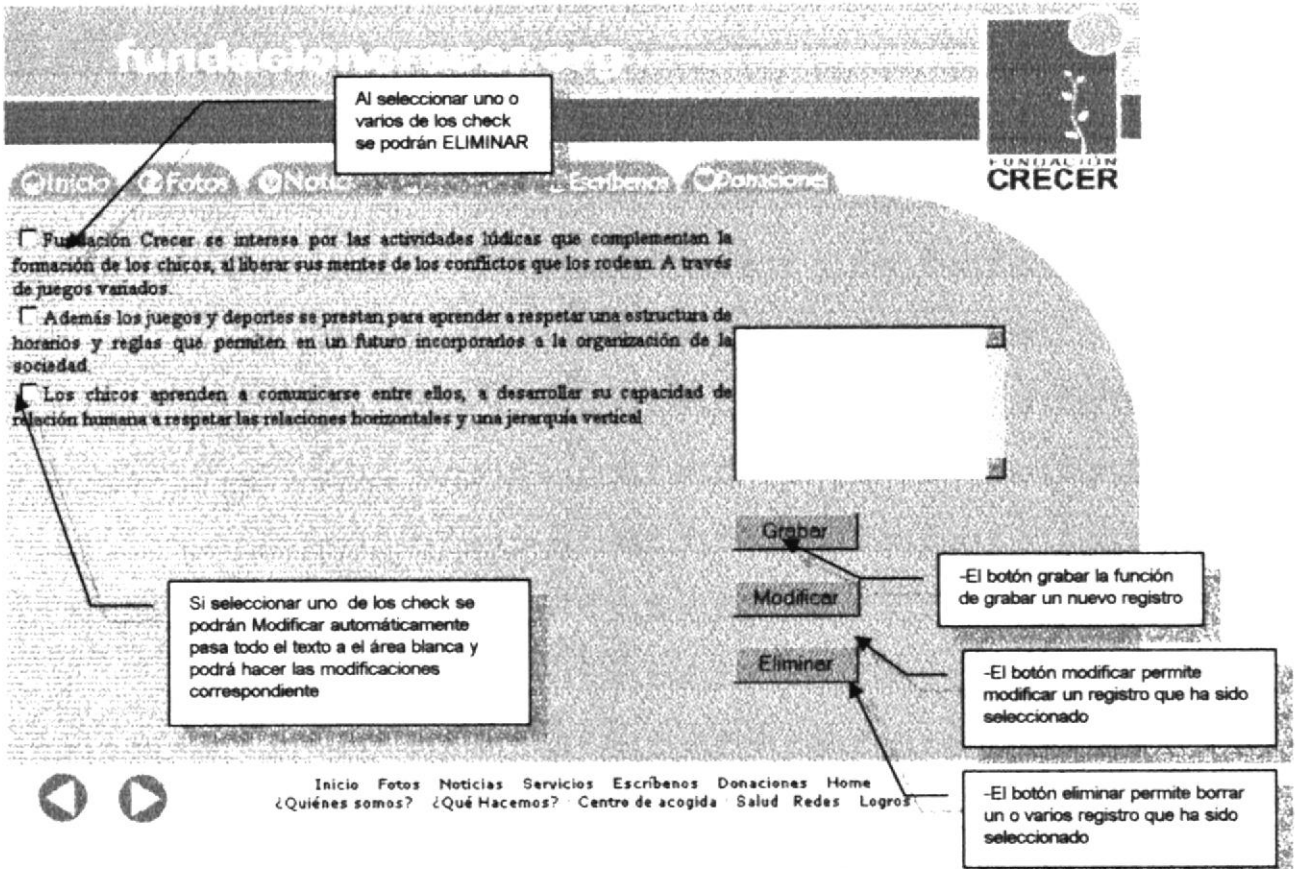 fundacioncrecer.org
Al seleccionar uno o
varios de los check
se podrán ELIMINAR
FUNDACIÓN
CRECER
Inicio Fotos Escríbenos Donaciones
Fundación Crecer se interesa por las actividades lúdicas que complementan la
formación de los chicos, al liberar sus mentes de los conflictos que los rodean. A través
de juegos variados.
Además los juegos y deportes se prestan para aprender a respetar una estructura de
horarios y reglas que permiten en un futuro incorporarlos a la organización de la
sociedad.
Los chicos aprenden a comunicarse entre ellos, a desarrollar su capacidad de
relación humana a respetar las relaciones horizontales y una jerarquía vertical
Grabar
Modificar
Eliminar
-El botón grabar la función
de grabar un nuevo registro
Si seleccionar uno de los check se
podrán Modificar automáticamente
pasa todo el texto a el área blanca y
podrá hacer las modificaciones
correspondiente
-El botón modificar permite
modificar un registro que ha sido
seleccionado
-El botón eliminar permite borrar
un o varios registro que ha sido
seleccionado
Inicio Fotos Noticias Servicios Escríbenos Donaciones Home
¿Quiénes somos? ¿Qué Hacemos? Centro de acogida Salud Redes Logros